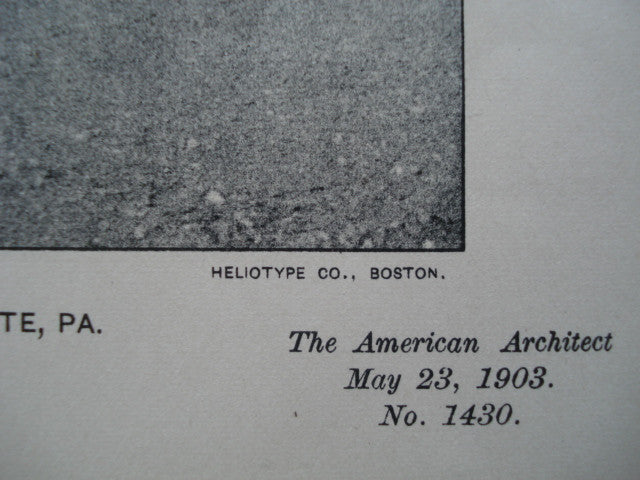 HELIOTYPE CO., BOSTON.
TE, PA.
The American Architect
May 23, 1903.
No. 1430.